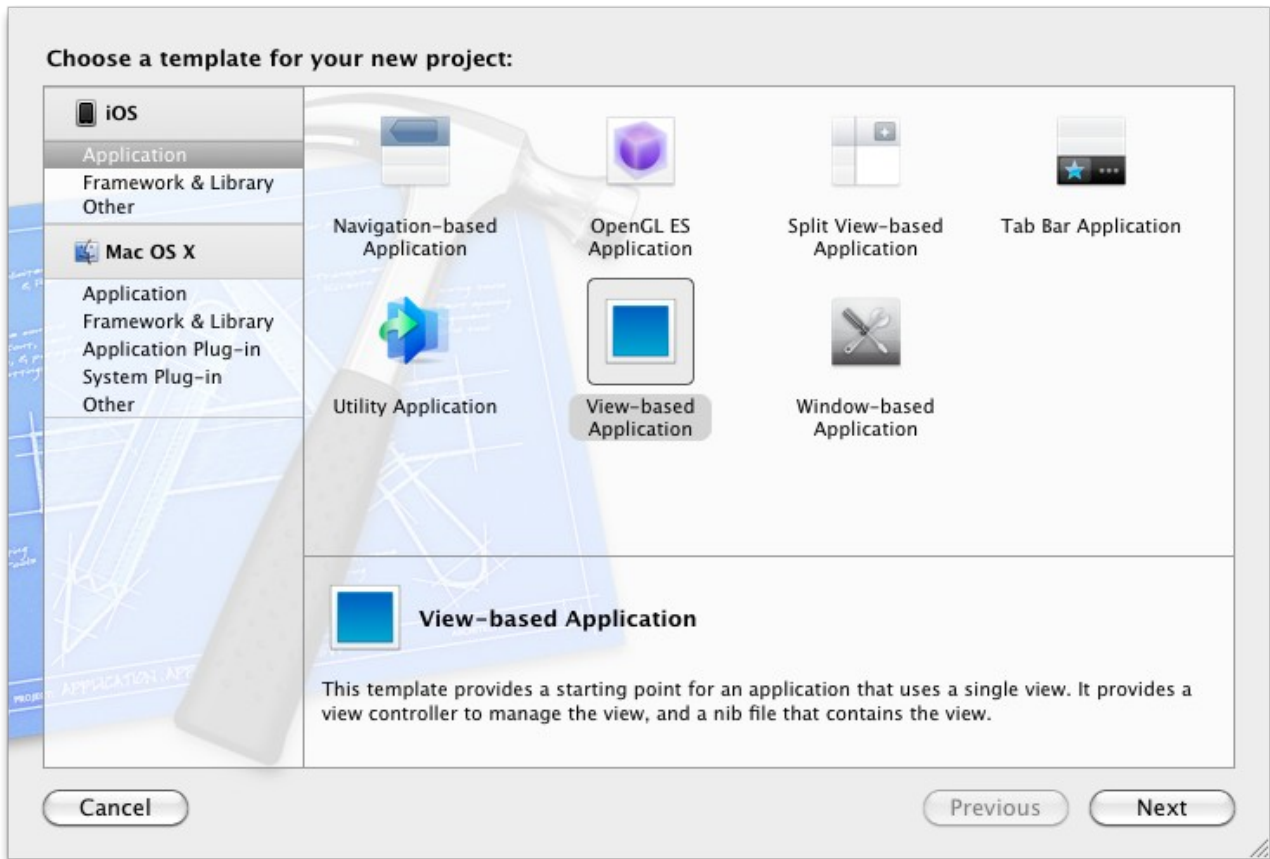 Choose a template for your new project:
iOS
Application
Framework & Library
Other
Mac OS X
Application
Framework & Library
Application Plug-in
System Plug-in
Other
Navigation-based
Application
OpenGL ES
Application
Split View-based
Application
Tab Bar Application
Utility Application
View-based
Application
Window-based
Application
View-based Application
This template provides a starting point for an application that uses a single view. It provides a
view controller to manage the view, and a nib file that contains the view.
Cancel
Previous
Next